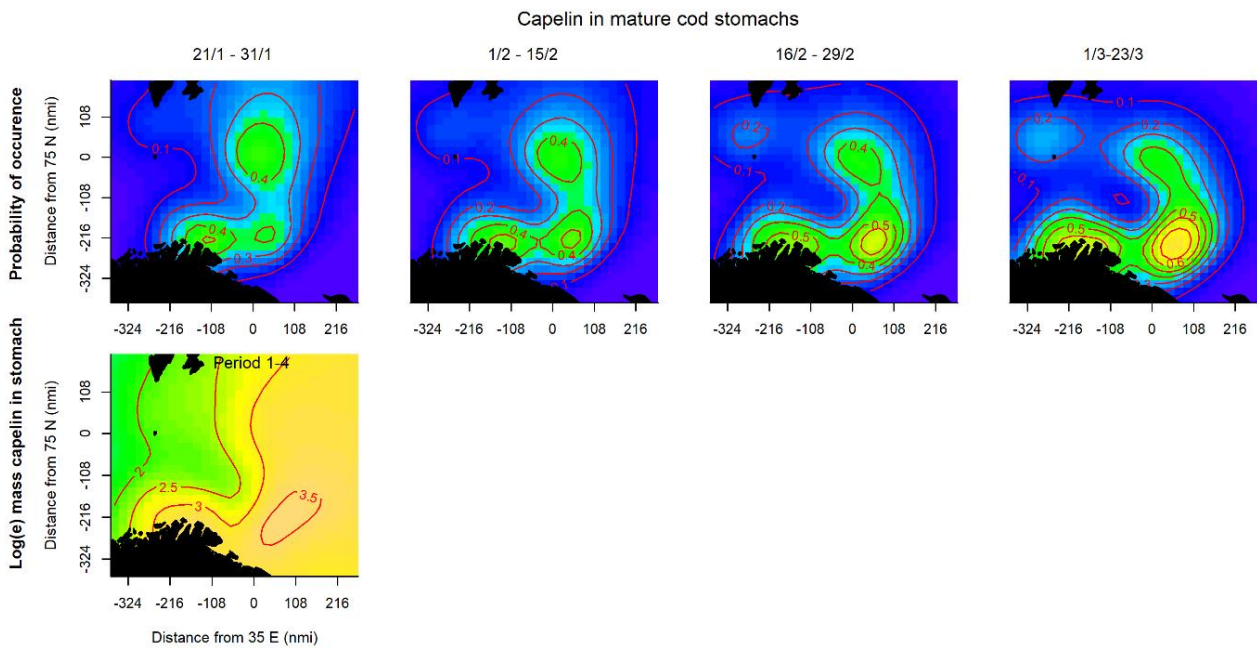 Capelin in mature cod stomachs
21/1 - 31/1
1/2 - 15/2
16/2 - 29/2
1/3-23/3
Probability of occurence
Distance from 75 N (nmi)
108
0
-108
-216
-324
0.1
0.4
0.4
0.3
0.4
0.1
0.2
0.4
0.4
0.1
0.2
0.4
0.1
0.2
0.5
0.5
0.4
0.1
0.2
0.2
0.1
0.5
0.6
-324 -216 -108 0 108 216
-324 -216 -108 0 108 216
-324 -216 -108 0 108 216
-324 -216 -108 0 108 216
Log(e) mass capelin in stomach
Distance from 75 N (nmi)
108
0
-108
-216
-324
Period 1-4
2
2.5
3
3.5
-324 -216 -108 0 108 216
Distance from 35 E (nmi)